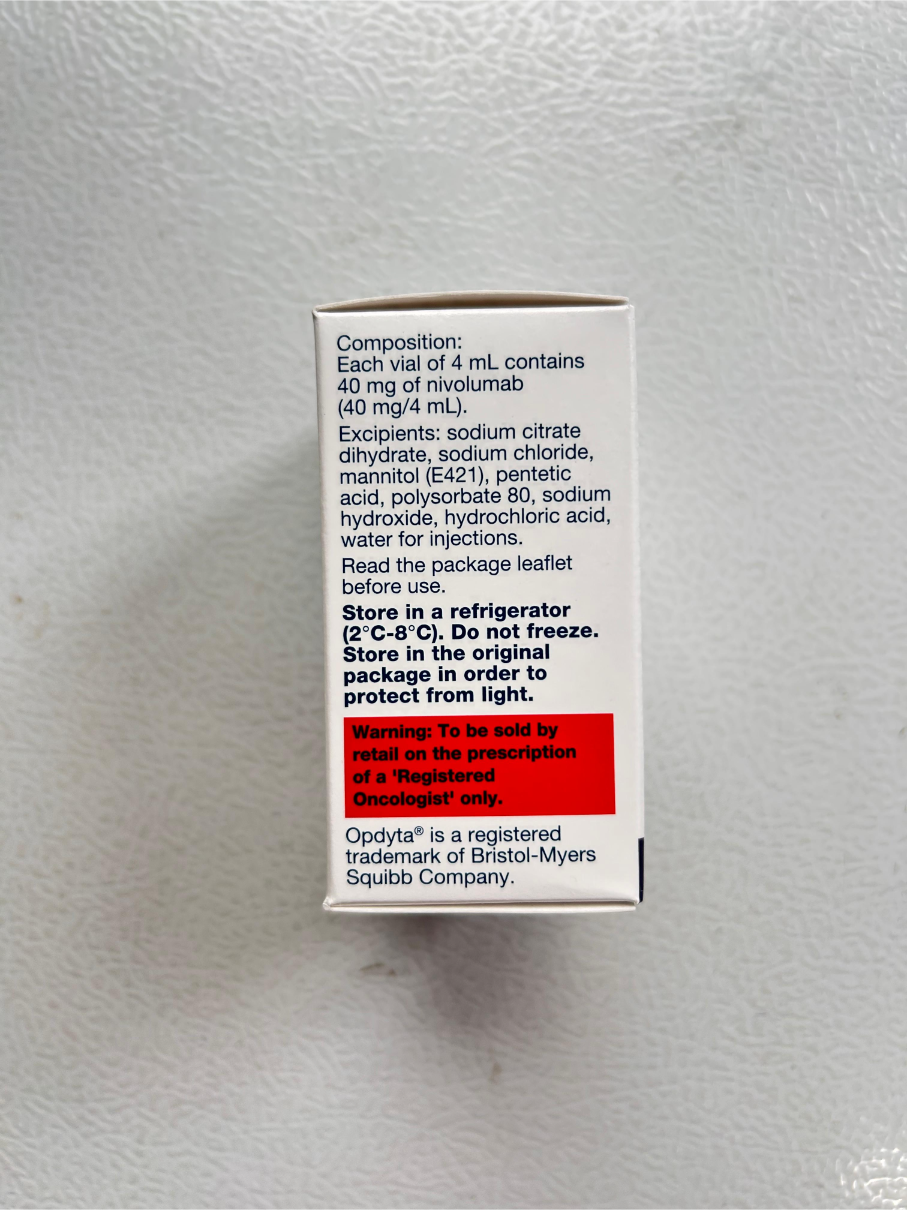 Composition:
Each vial of 4 mL contains
40 mg of nivolumab
(40 mg/4 mL).
Excipients: sodium citrate
dihydrate, sodium chloride,
mannitol (E421), pentetic
acid, polysorbate 80, sodium
hydroxide, hydrochloric acid,
water for injections.
Read the package leaflet
before use.
Store in a refrigerator
(2°C-8°C). Do not freeze.
Store in the original
package in order to
protect from light.
Warning: To be sold by
retail on the prescription
of a 'Registered
Oncologist' only.
Opdyta® is a registered
trademark of Bristol-Myers
Squibb Company.